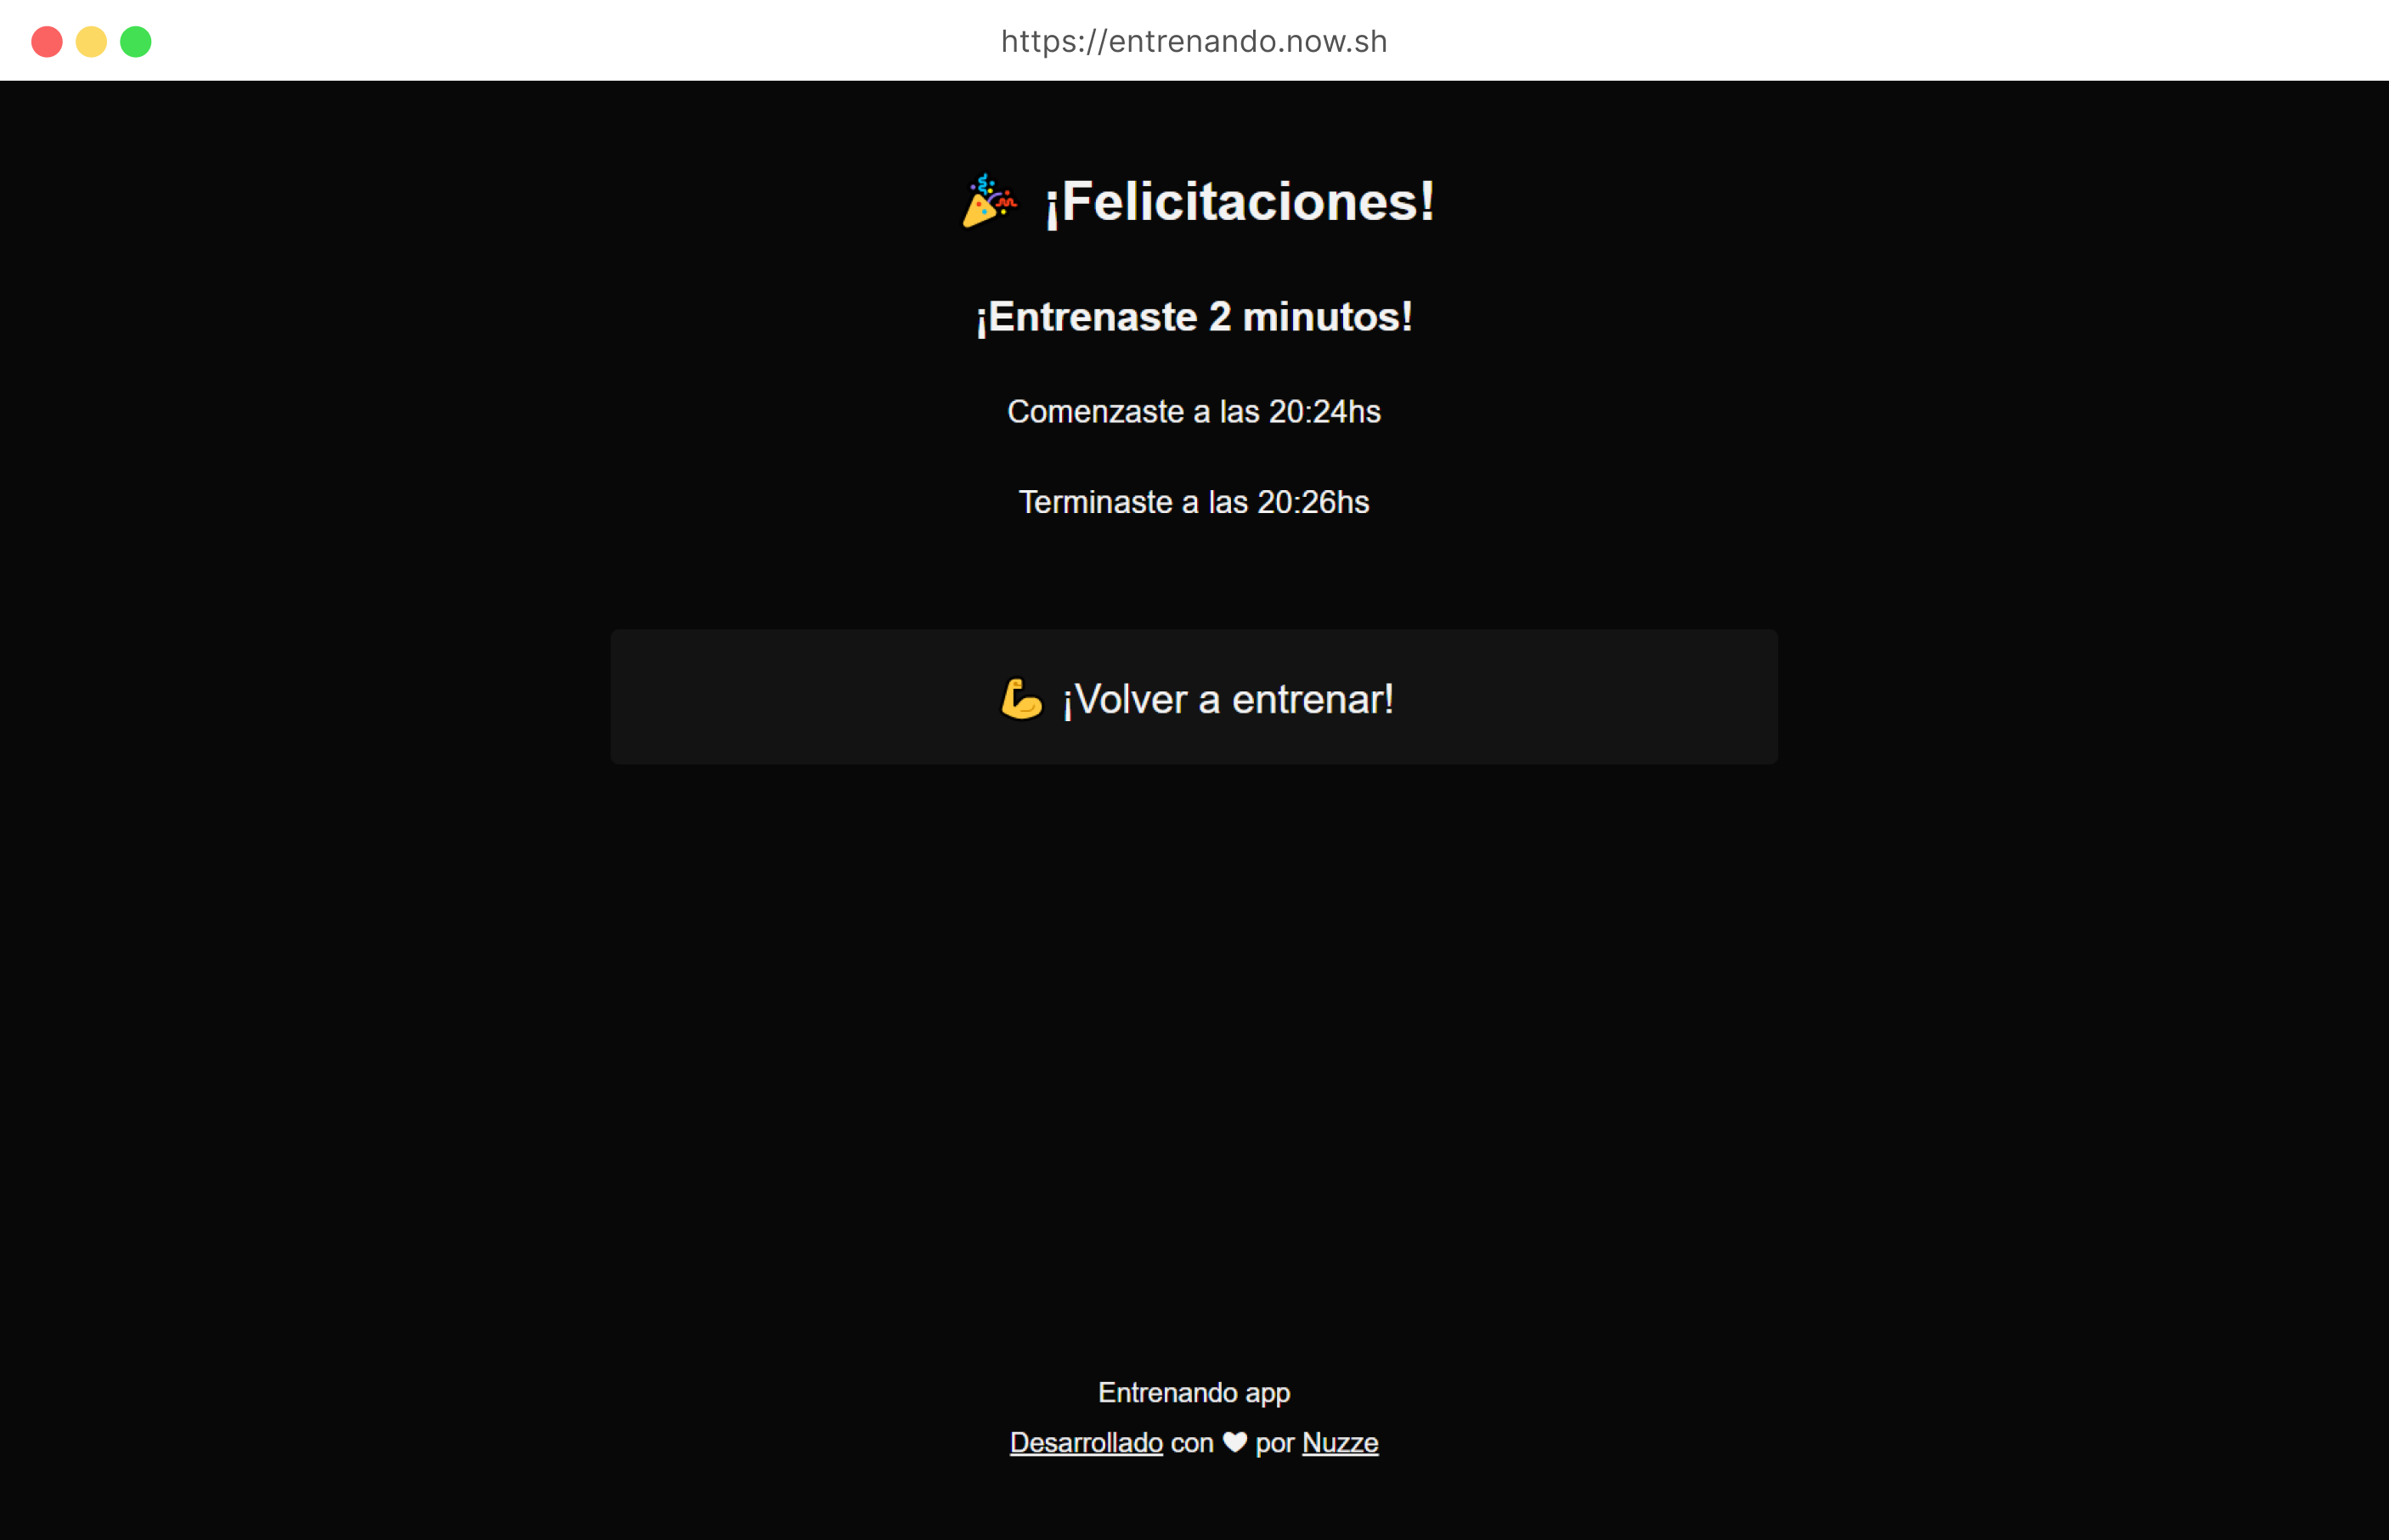 https://entrenando.now.sh
🎉 ¡Felicitaciones!
¡Entrenaste 2 minutos!
Comenzaste a las 20:24hs
Terminaste a las 20:26hs
💪 ¡Volver a entrenar!
Entrenando app
Desarrollado con ♥ por Nuzze